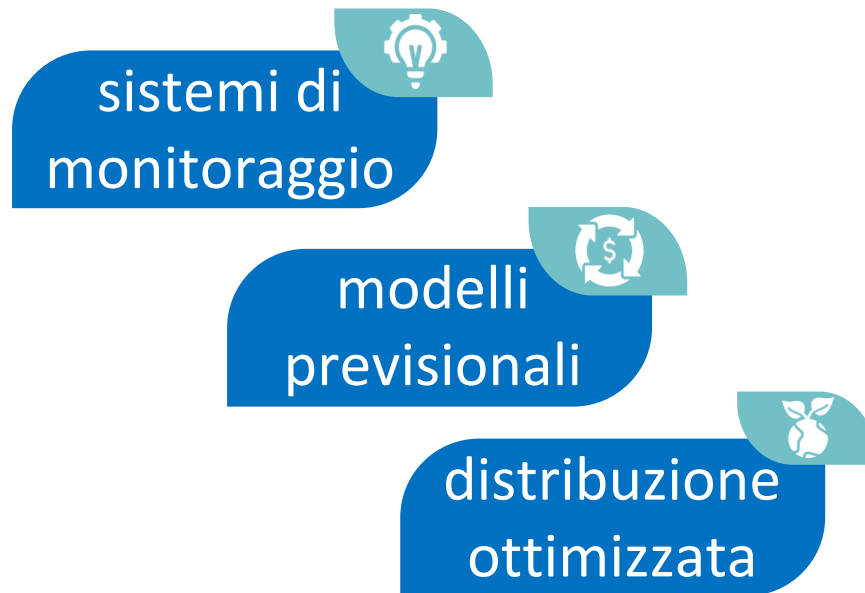 sistemi di
monitoraggio
$
modelli
previsionali
distribuzione
ottimizzata